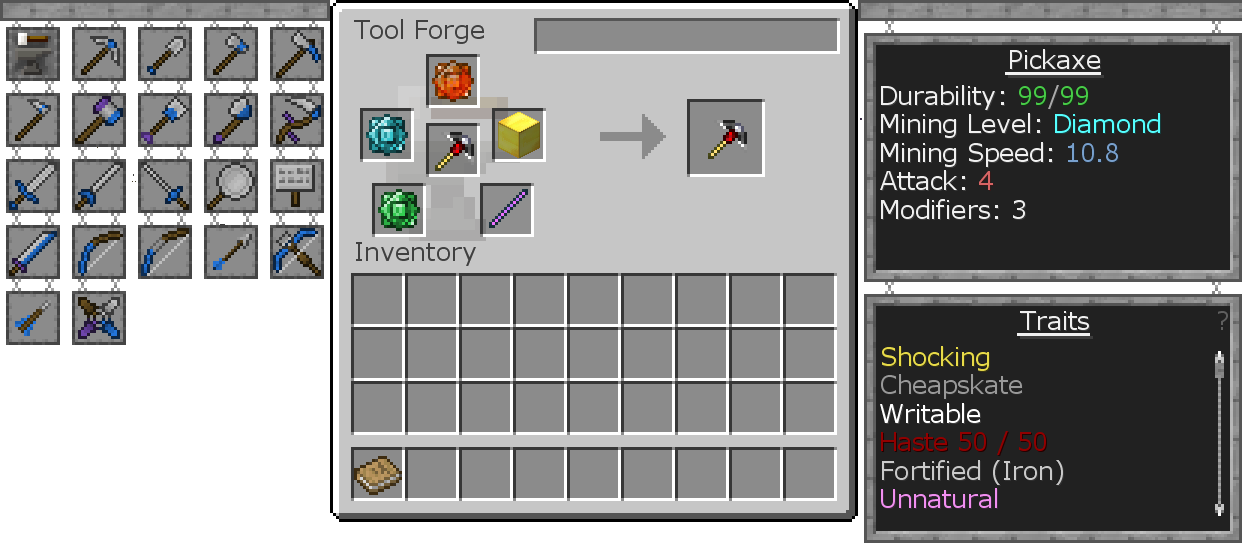 Tool Forge
Inventory
Pickaxe
Durability: 99/99
Mining Level: Diamond
Mining Speed: 10.8
Attack: 4
Modifiers: 3
Traits
?
Shocking
Cheapskate
Writable
Haste 50 / 50
Fortified (Iron)
Unnatural